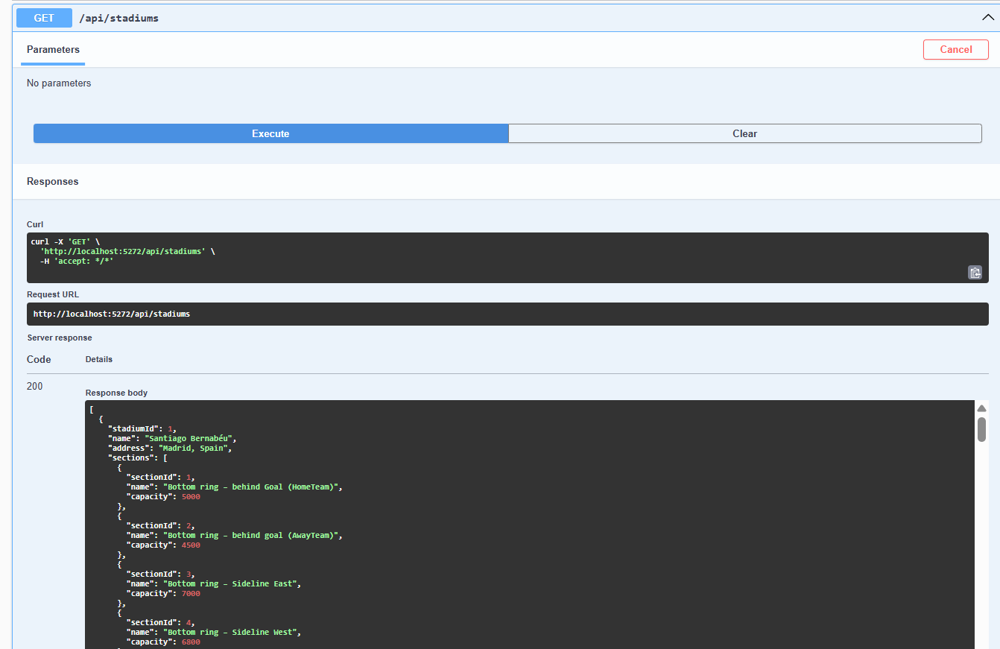 GET /api/stadiums
Parameters
Cancel
No parameters
Execute
Clear
Responses
Curl
curl -X 'GET' \
  'http://localhost:5272/api/stadiums' \
  -H 'accept: */*'
Request URL
http://localhost:5272/api/stadiums
Server response
Code Details
200
Response body
[
  {
    "stadiumId": 1,
    "name": "Santiago Bernabéu",
    "address": "Madrid, Spain",
    "sections": [
      {
        "sectionId": 1,
        "name": "Bottom ring – behind Goal (HomeTeam)",
        "capacity": 5000
      },
      {
        "sectionId": 2,
        "name": "Bottom ring – behind goal (AwayTeam)",
        "capacity": 4500
      },
      {
        "sectionId": 3,
        "name": "Bottom ring – Sideline East",
        "capacity": 7000
      },
      {
        "sectionId": 4,
        "name": "Bottom ring – Sideline West",
        "capacity": 6800